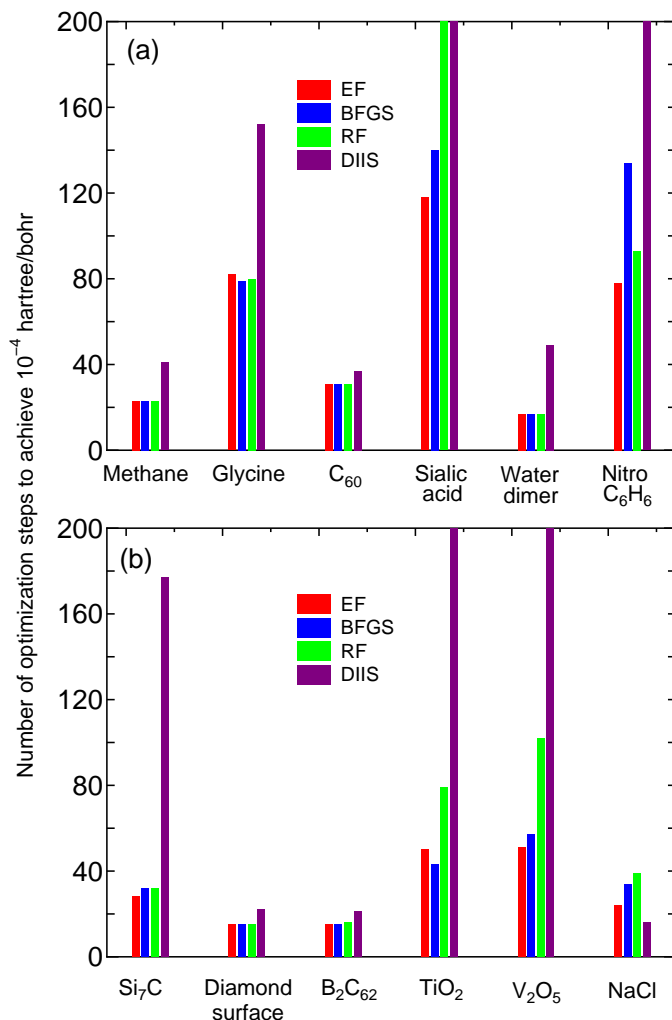 Number of optimization steps to achieve 10⁻⁴ hartree/bohr
(a)
200
160
120
80
40
0
EF
BFGS
RF
DIIS
Methane
Glycine
C₆₀
Sialic
acid
Water
dimer
Nitro
C₆H₆
(b)
200
160
120
80
40
0
EF
BFGS
RF
DIIS
Si₇C
Diamond
surface
B₂C₆₂
TiO₂
V₂O₅
NaCl